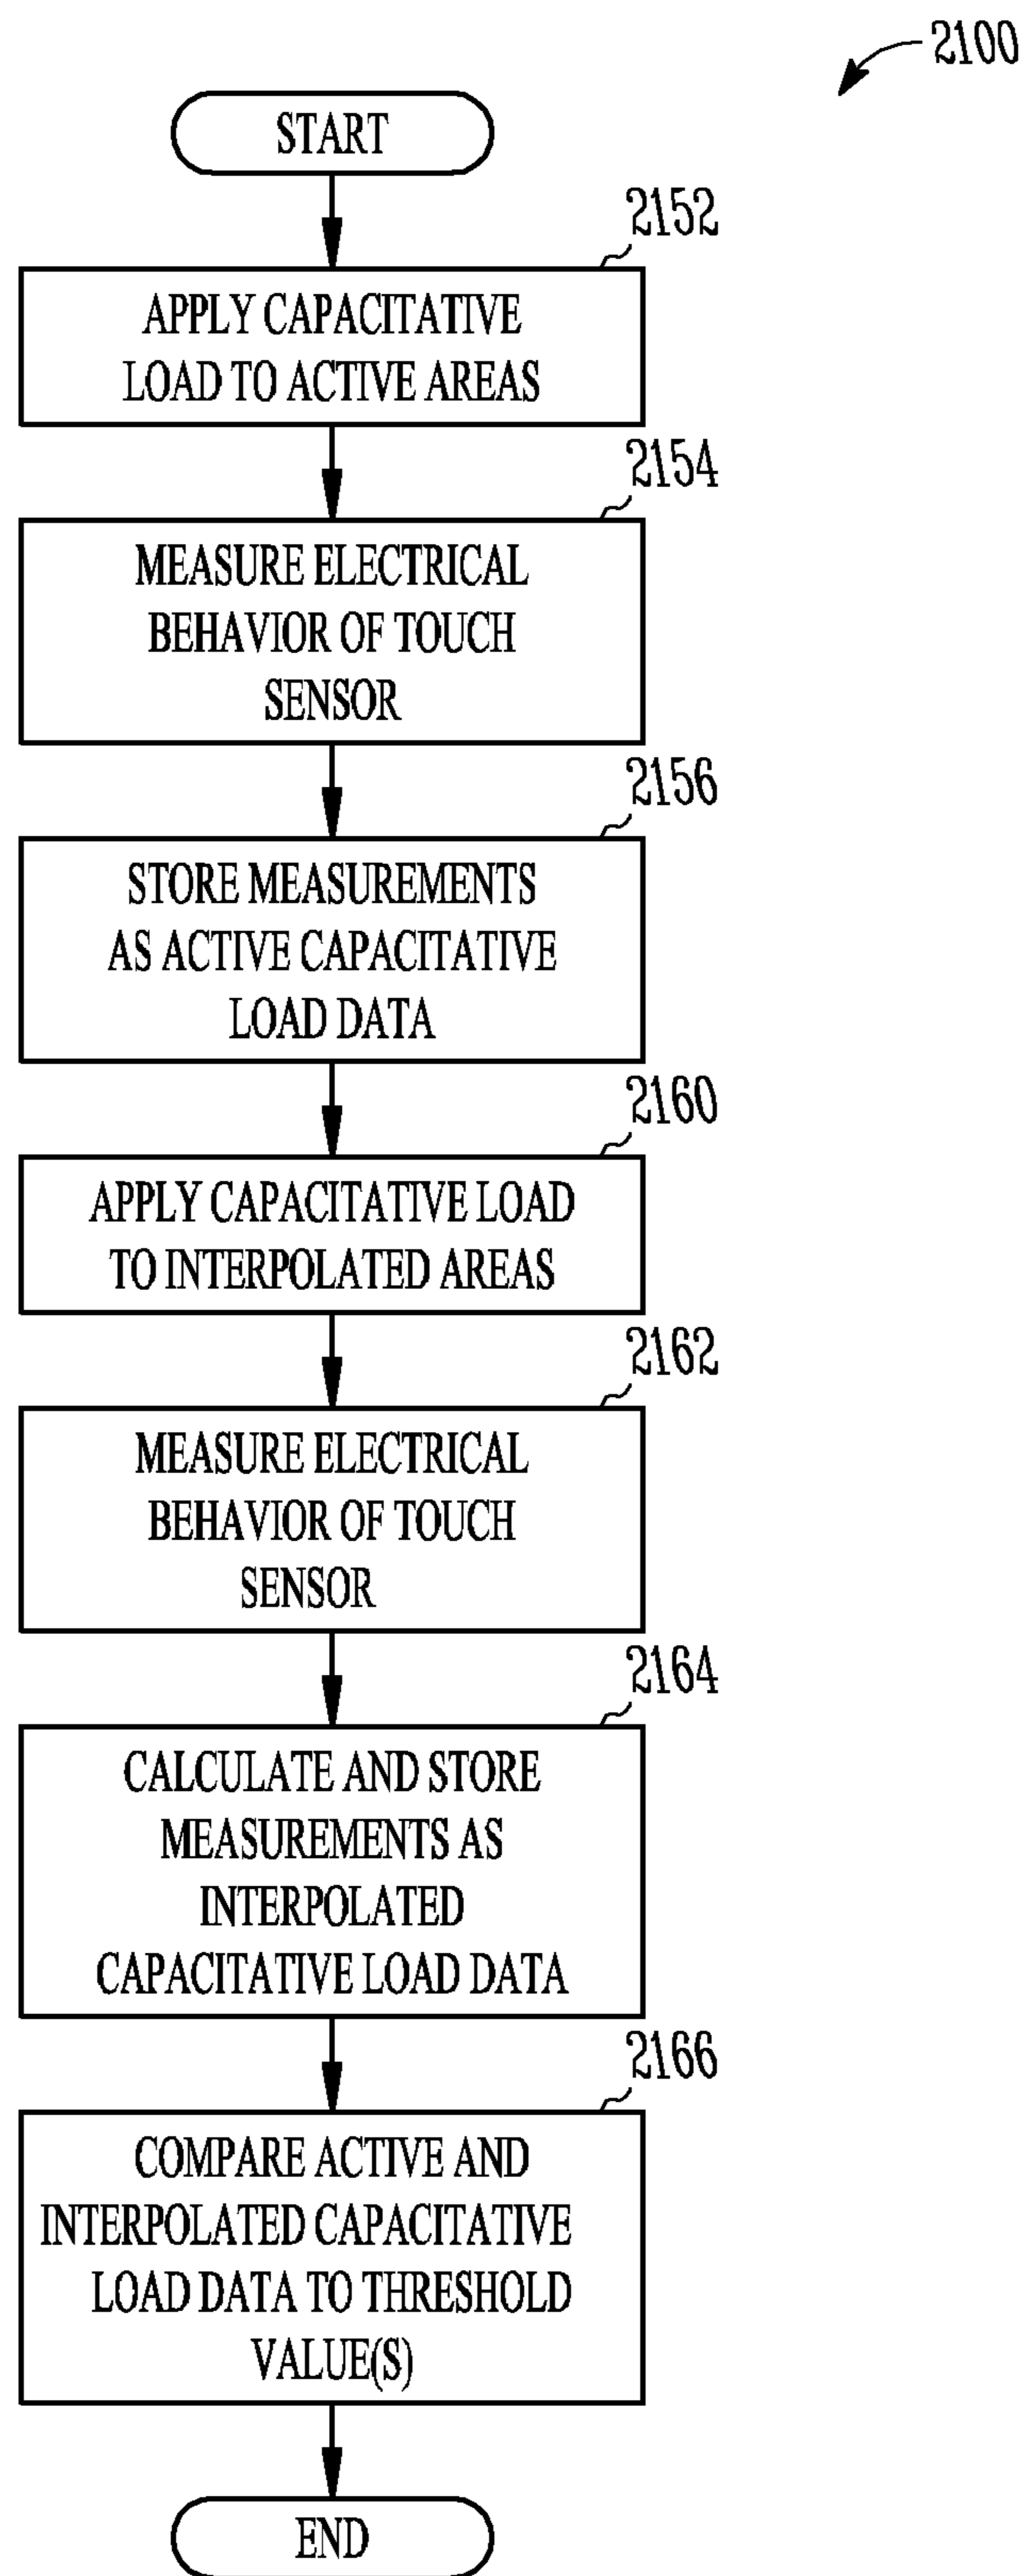 2100
START
2152
APPLY CAPACITATIVE
LOAD TO ACTIVE AREAS
2154
MEASURE ELECTRICAL
BEHAVIOR OF TOUCH
SENSOR
2156
STORE MEASUREMENTS
AS ACTIVE CAPACITATIVE
LOAD DATA
2160
APPLY CAPACITATIVE LOAD
TO INTERPOLATED AREAS
2162
MEASURE ELECTRICAL
BEHAVIOR OF TOUCH
SENSOR
2164
CALCULATE AND STORE
MEASUREMENTS AS
INTERPOLATED
CAPACITATIVE LOAD DATA
2166
COMPARE ACTIVE AND
INTERPOLATED CAPACITATIVE
LOAD DATA TO THRESHOLD
VALUE(S)
END